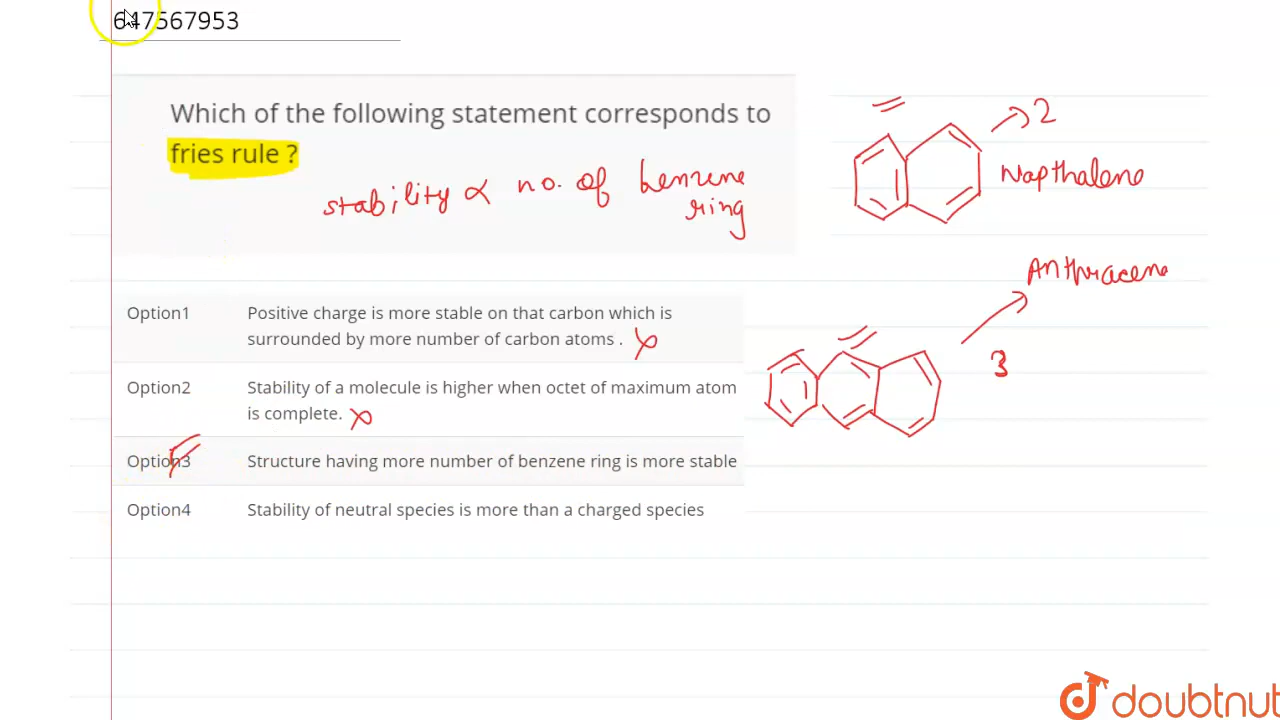 647567953
Which of the following statement corresponds to
fries rule ?
stability ∝ no. of benzene
ring
2
Napthalene
Anthracene
3
Option1 Positive charge is more stable on that carbon which is
surrounded by more number of carbon atoms .
Option2 Stability of a molecule is higher when octet of maximum atom
is complete.
Option3 Structure having more number of benzene ring is more stable
Option4 Stability of neutral species is more than a charged species
doubtnut